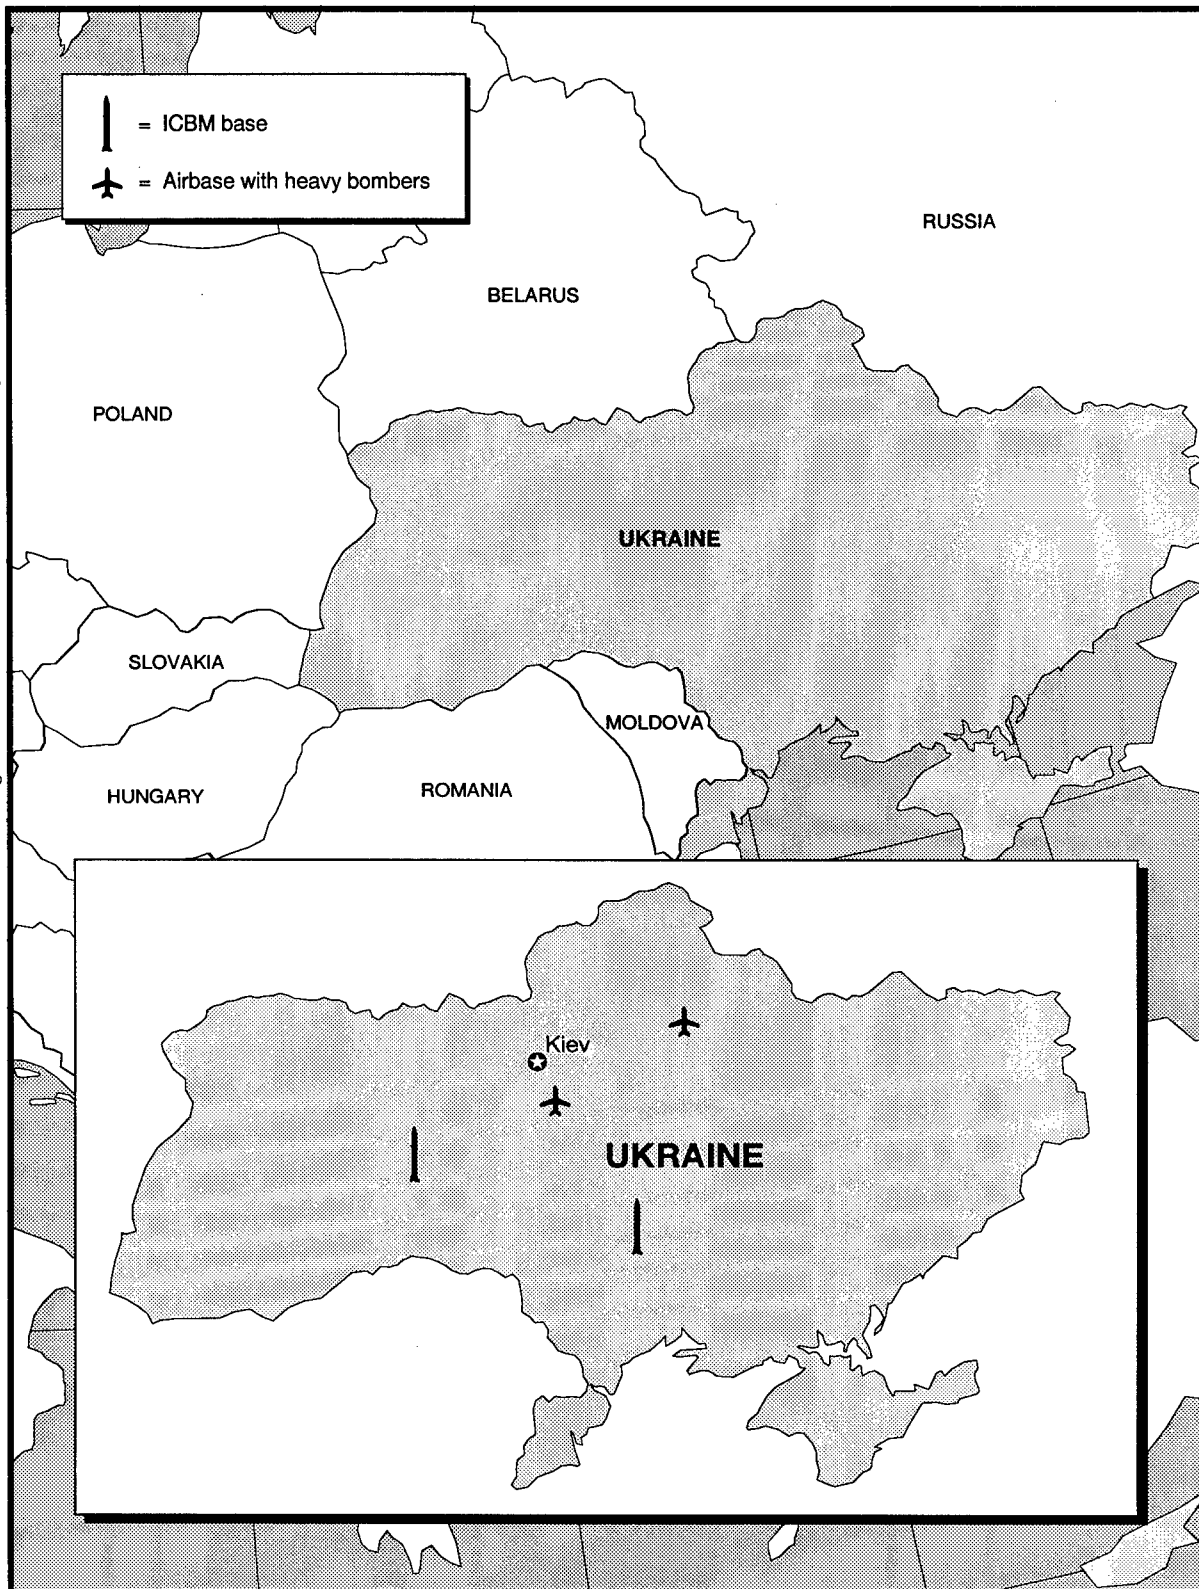 = ICBM base
= Airbase with heavy bombers
RUSSIA
BELARUS
POLAND
UKRAINE
SLOVAKIA
MOLDOVA
HUNGARY
ROMANIA
Kiev
UKRAINE